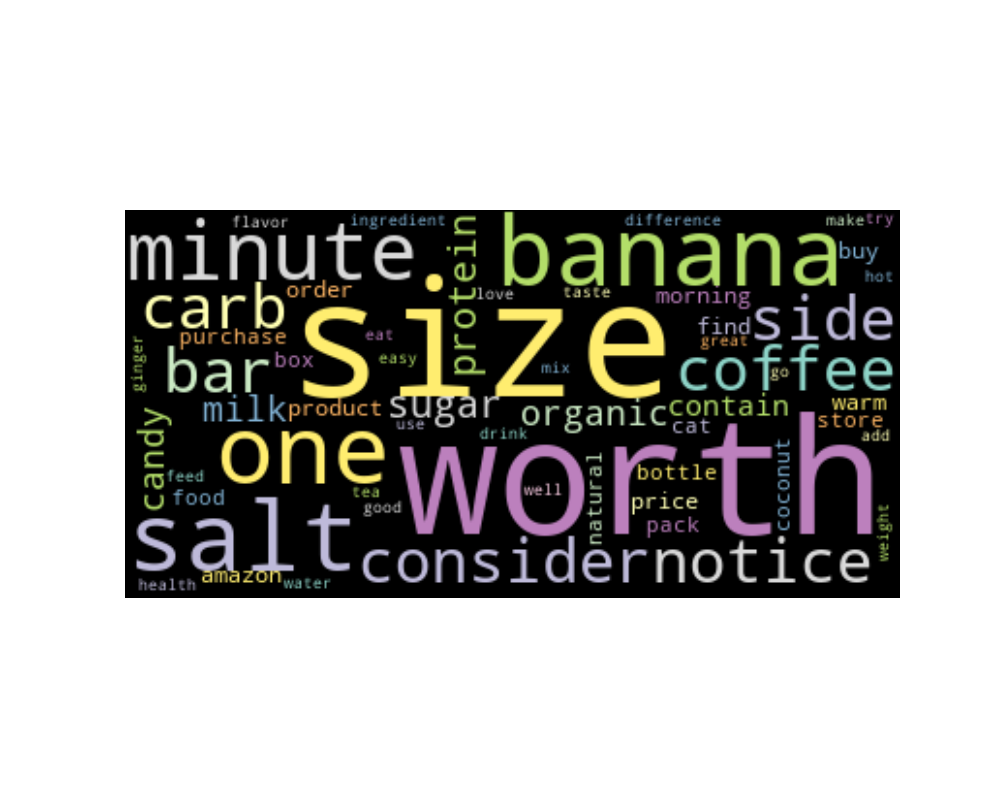 flavor
ingredient
difference
make
try
minute
protein
banana
buy
hot
carb
order
love
taste
morning
size
side
find
purchase
great
ginger
bar
box
eat
easy
mix
coffee
go
milk
product
sugar
organic
contain
warm
store
use
cat
add
candy
one
drink
worth
feed
food
tea
good
well
natural
bottle
price
pack
coconut
weight
salt
consider
notice
health
amazon
water